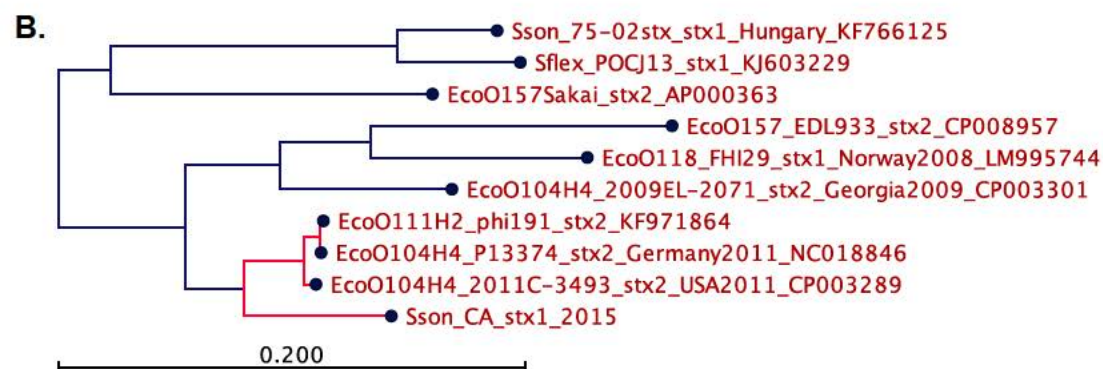 B.
Sson_75-02stx_stx1_Hungary_KF766125
Sflex_POCJ13_stx1_KJ603229
EcoO157Sakai_stx2_AP000363
EcoO157_EDL933_stx2_CP008957
EcoO118_FHI29_stx1_Norway2008_LM995744
EcoO104H4_2009EL-2071_stx2_Georgia2009_CP003301
EcoO111H2_phi191_stx2_KF971864
EcoO104H4_P13374_stx2_Germany2011_NC018846
EcoO104H4_2011C-3493_stx2_USA2011_CP003289
Sson_CA_stx1_2015
0.200